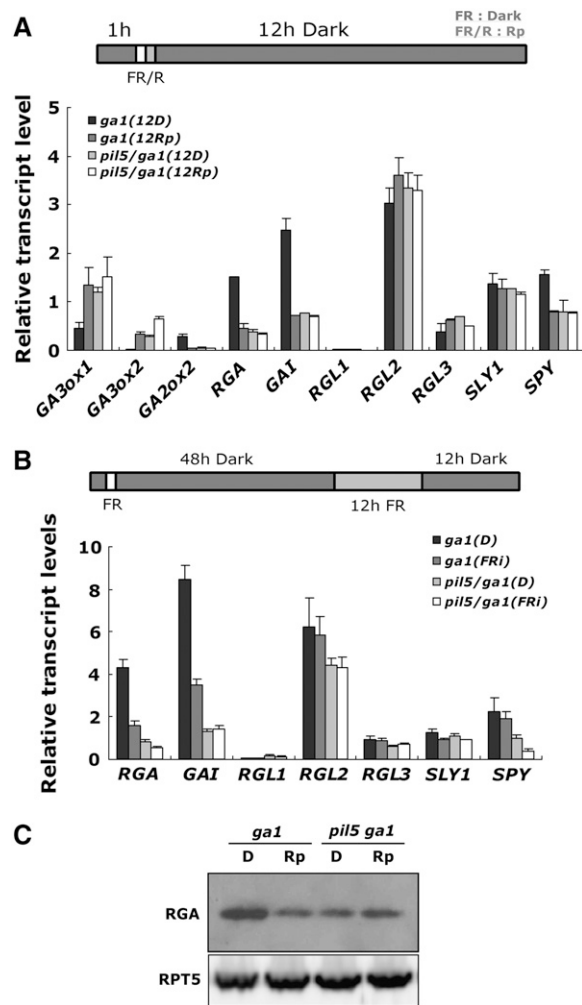 A
1h 12h Dark
FR : Dark
FR/R : Rp
FR/R
Relative transcript level
5
4
3
2
1
0
ga1(12D)
ga1(12Rp)
pil5/ga1(12D)
pil5/ga1(12Rp)
GA3ox1 GA3ox2 GA2ox2 RGA GAI RGL1 RGL2 RGL3 SLY1 SPY
B
48h Dark 12h Dark
FR 12h FR
Relative transcript levels
10
8
6
4
2
0
ga1(D)
ga1(FRi)
pil5/ga1(D)
pil5/ga1(FRi)
RGA GAI RGL1 RGL2 RGL3 SLY1 SPY
C
ga1 pil5 ga1
D Rp D Rp
RGA
RPT5